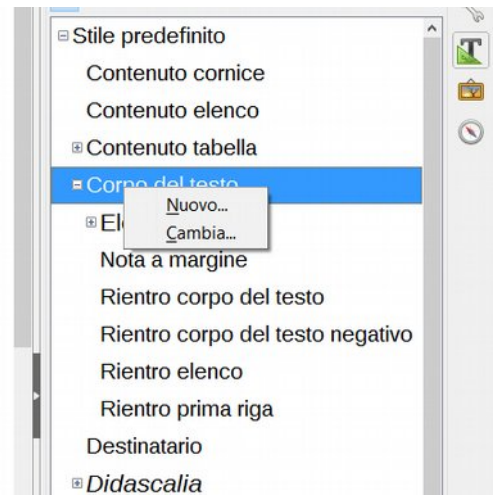 Stile predefinito
Contenuto cornice
Contenuto elenco
Contenuto tabella
Corpo del testo
Nuovo...
Cambia...
Nota a margine
Rientro corpo del testo
Rientro corpo del testo negativo
Rientro elenco
Rientro prima riga
Destinatario
Didascalia